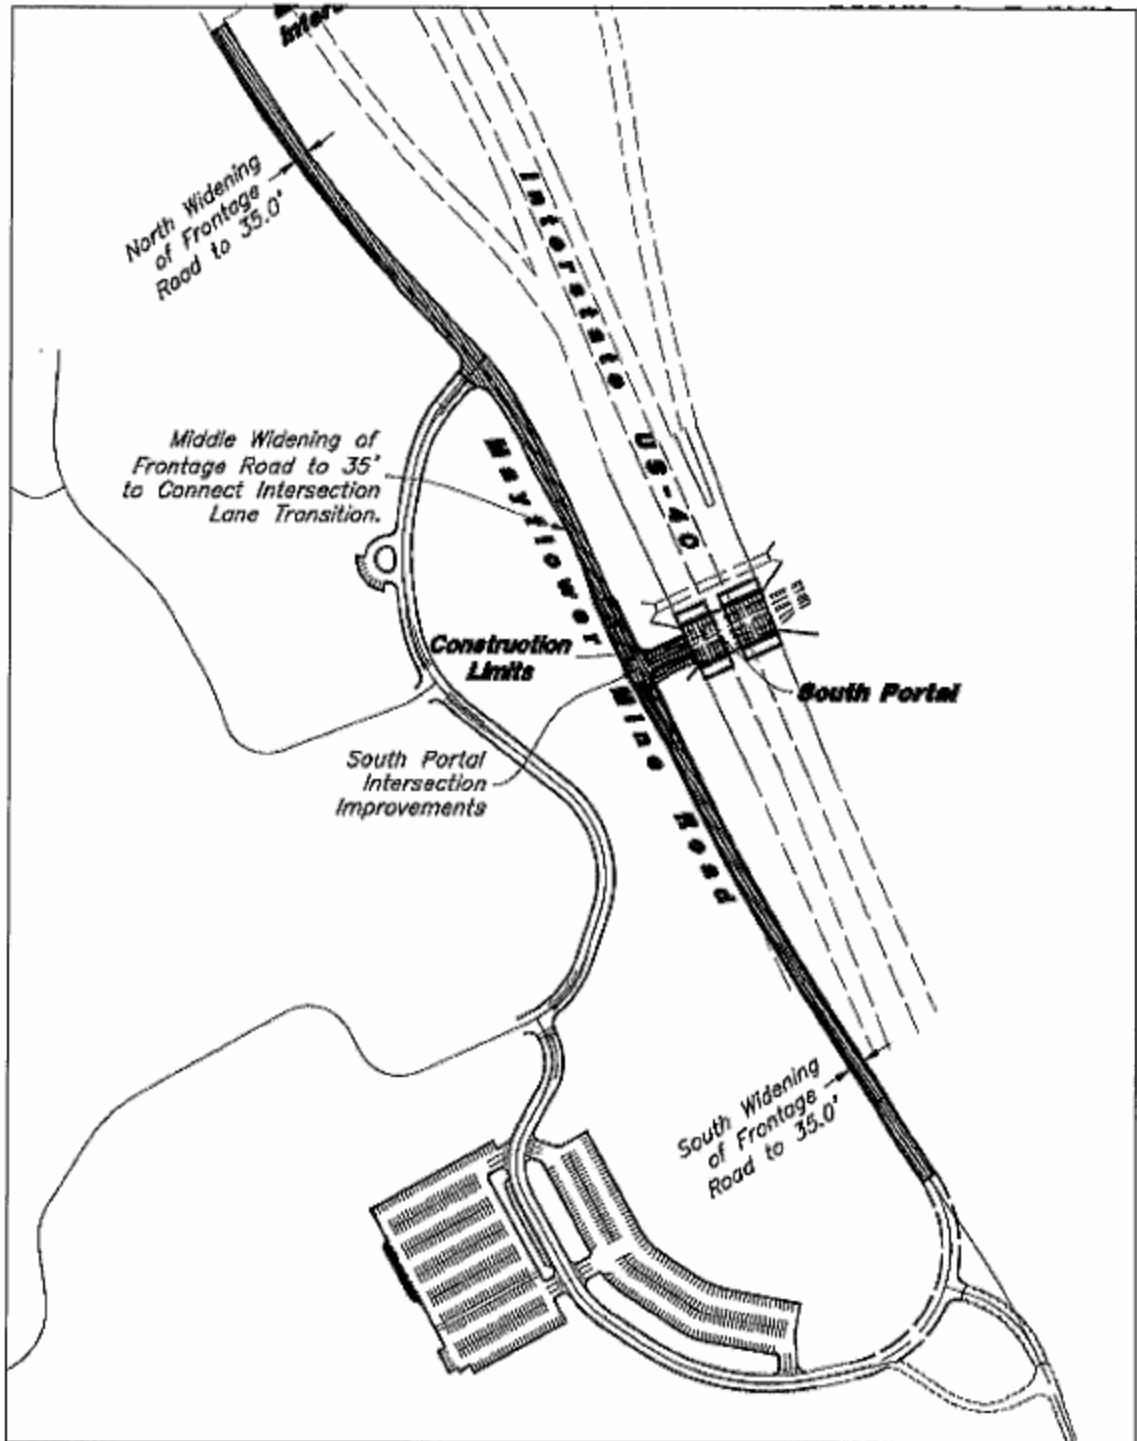 North Widening
of Frontage
Road to 35.0'
Interstate US-40
Middle Widening of
Frontage Road to 35'
to Connect Intersection
Lane Transition.
Mayflower Mine Road
Construction
Limits
South Portal
South Portal
Intersection
Improvements
South Widening
of Frontage
Road to 35.0'